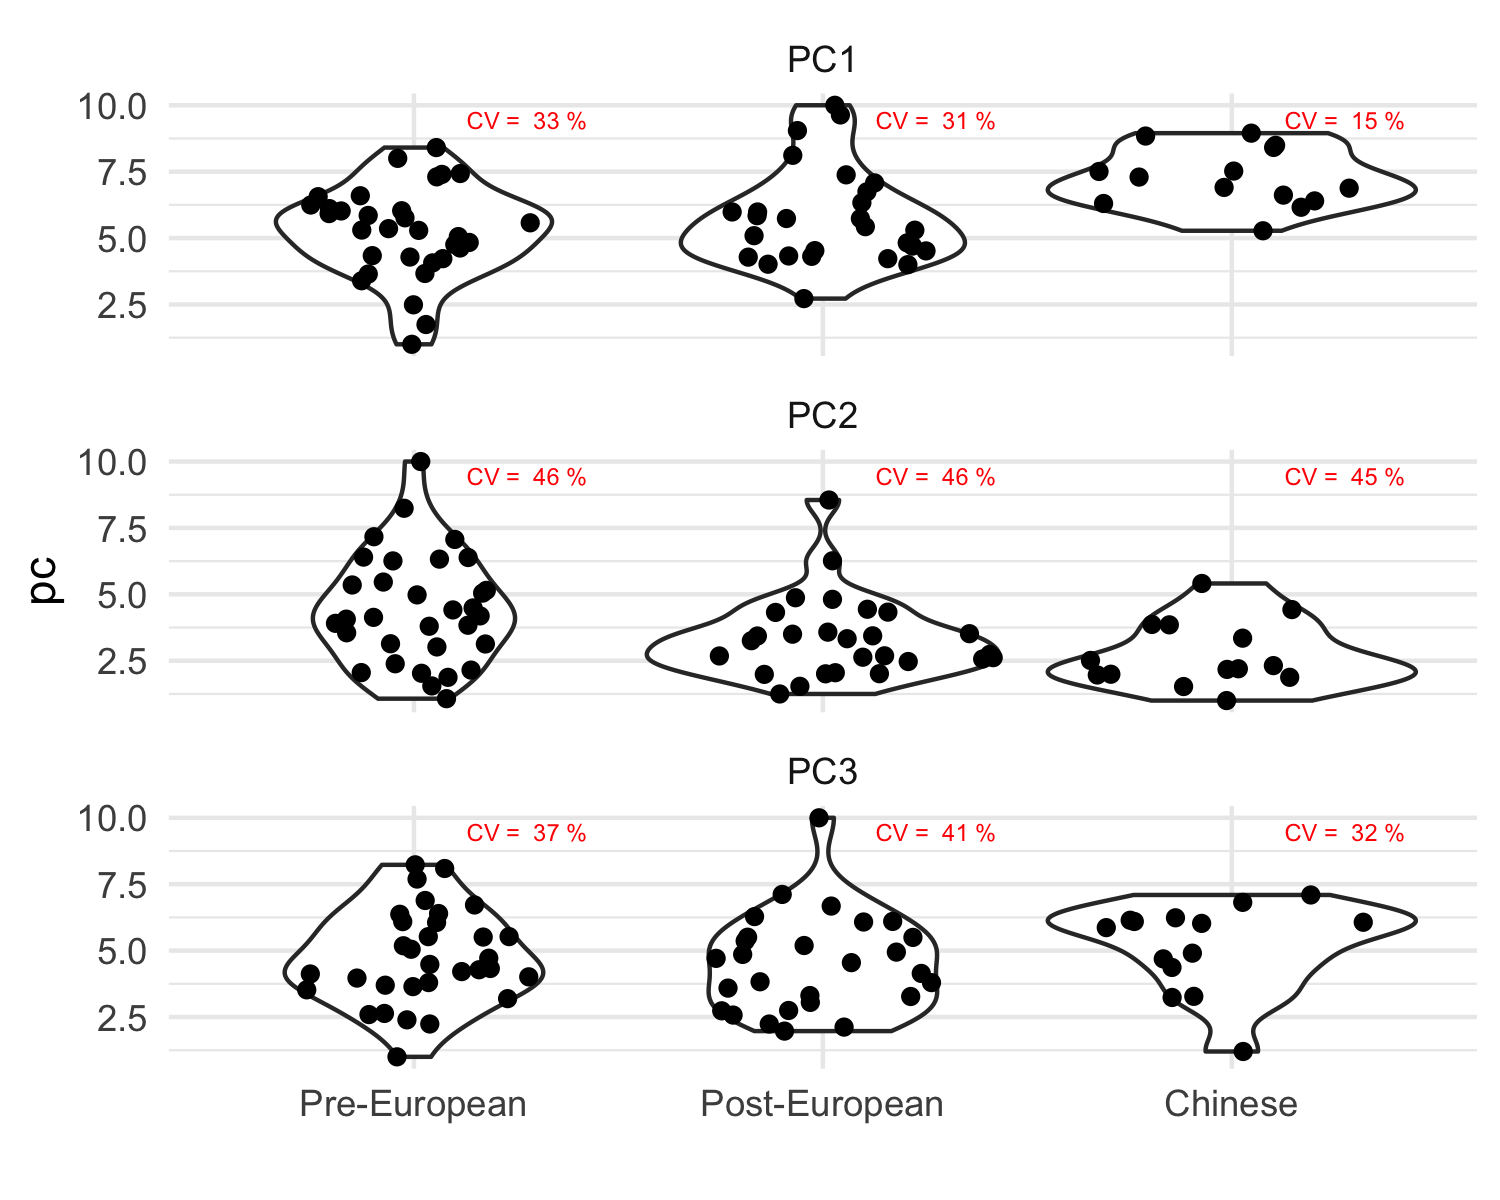 PC1
10.0
7.5
5.0
2.5
CV = 33 %
CV = 31 %
CV = 15 %
PC2
10.0
7.5
5.0
2.5
CV = 46 %
CV = 46 %
CV = 45 %
pc
PC3
10.0
7.5
5.0
2.5
CV = 37 %
CV = 41 %
CV = 32 %
Pre-European
Post-European
Chinese